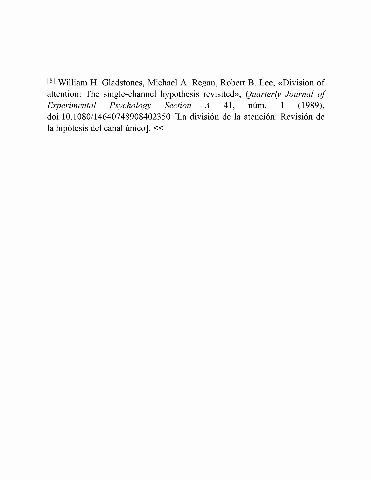 [8] William H. Gladstones, Michael A. Regan, Robert B. Lee, «Division of
attention: The single-channel hypothesis revisited», Quarterly Journal of
Experimental Psychology Section A 41, núm. 1 (1989),
doi:10.1080/14640748908402350 [La división de la atención: Revisión de
la hipótesis del canal único]. <<